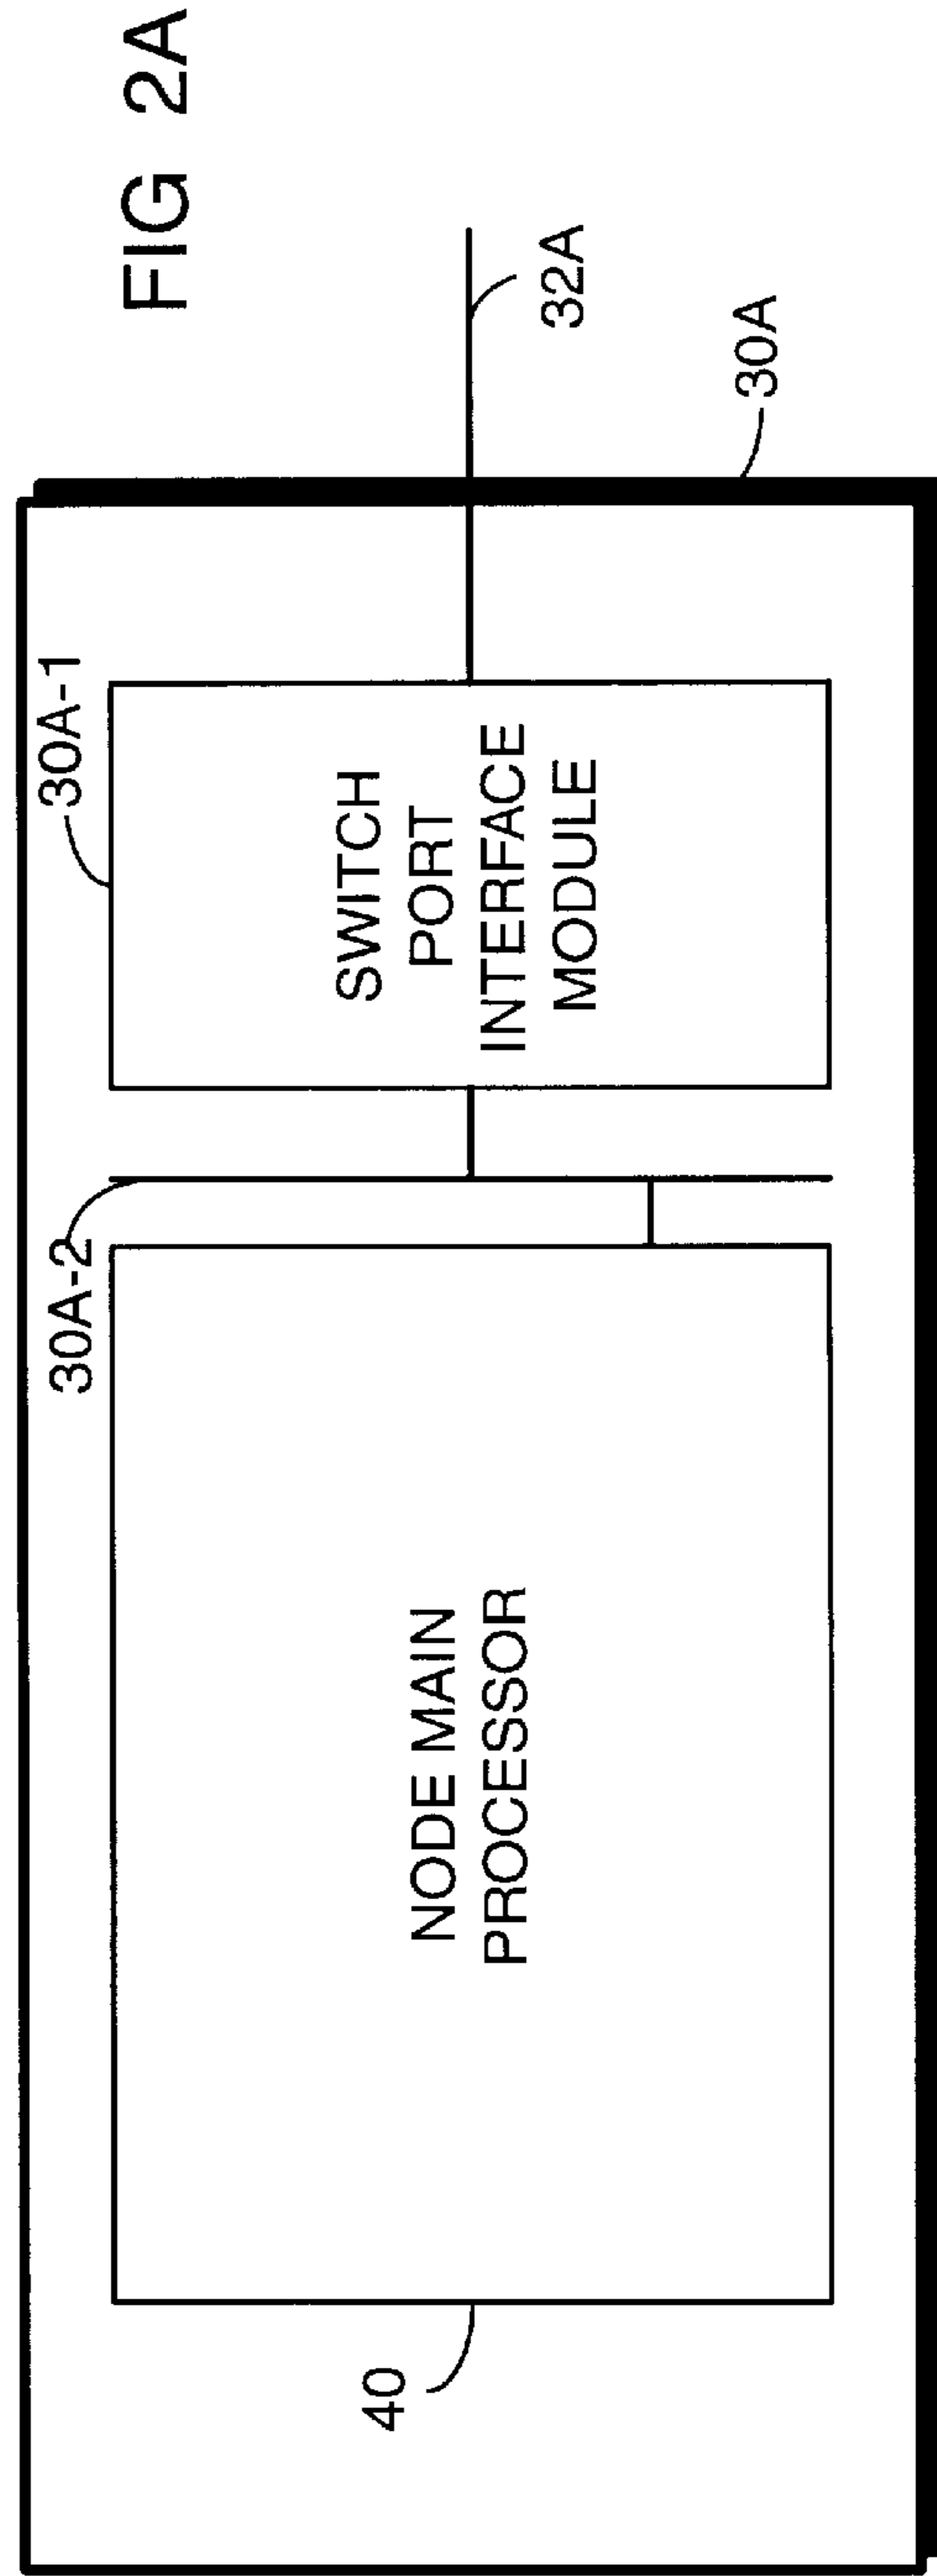 FIG 2A
30A-1
30A-2
SWITCH
PORT
INTERFACE
MODULE
NODE MAIN
PROCESSOR
32A
30A
40